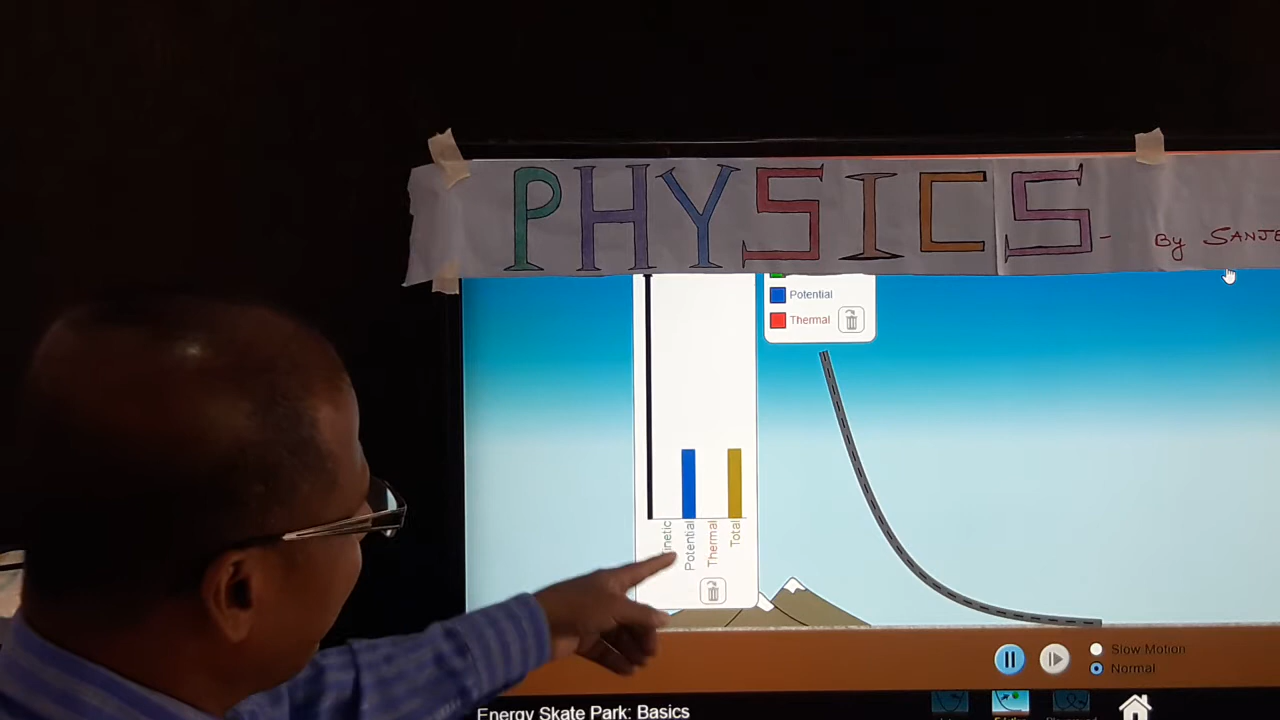 PHYSICS-
By SANJE
Potential
Thermal
Potential
Thermal
Total
Slow Motion
Normal
Energy Skate Park: Basics